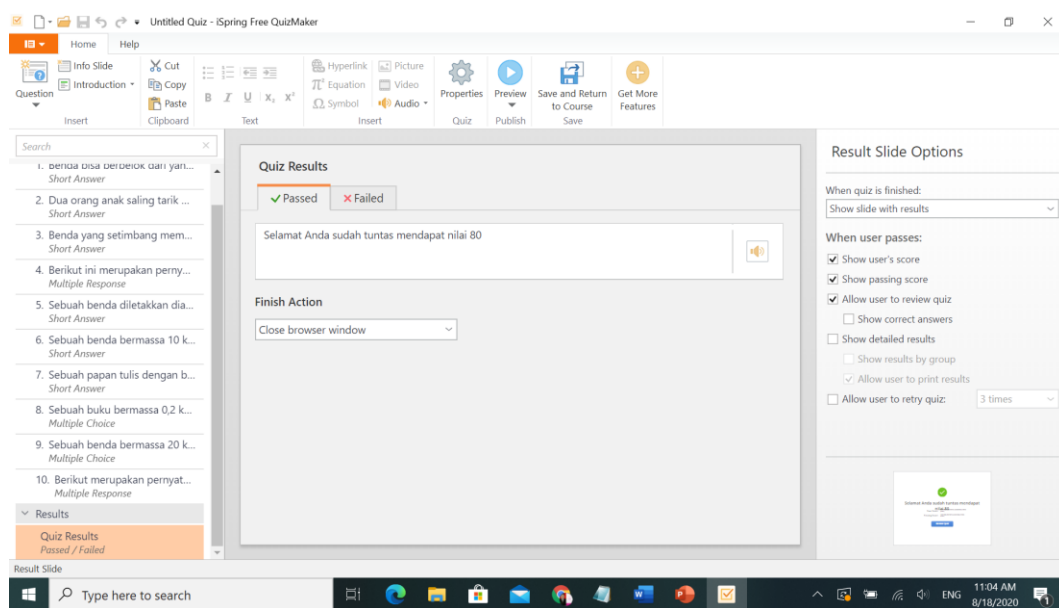 Untitled Quiz - iSpring Free QuizMaker
Home Help
Question
Info Slide
Introduction
Insert
Cut
Copy
Paste
Clipboard
B I U X₂ X²
Text
Hyperlink Picture
Equation Video
Symbol Audio
Insert
Properties
Quiz
Preview
Publish
Save and Return to Course
Save
Get More Features
Search
1. Benda bisa berbelok dari yan...
Short Answer
2. Dua orang anak saling tarik ...
Short Answer
3. Benda yang setimbang mem...
Short Answer
4. Berikut ini merupakan perny...
Multiple Response
5. Sebuah benda diletakkan dia...
Short Answer
6. Sebuah benda bermassa 10 k...
Short Answer
7. Sebuah papan tulis dengan b...
Short Answer
8. Sebuah buku bermassa 0,2 k...
Multiple Choice
9. Sebuah benda bermassa 20 k...
Multiple Choice
10. Berikut merupakan pernyat...
Multiple Response
Results
Quiz Results
Passed / Failed
Quiz Results
Passed Failed
Selamat Anda sudah tuntas mendapat nilai 80
Finish Action
Close browser window
Result Slide Options
When quiz is finished:
Show slide with results
When user passes:
Show user's score
Show passing score
Allow user to review quiz
Show correct answers
Show detailed results
Show results by group
Allow user to print results
Allow user to retry quiz: 3 times
Selamat Anda sudah tuntas mendapat
nilai 80
Result Slide
Type here to search
ENG
11:04 AM
8/18/2020